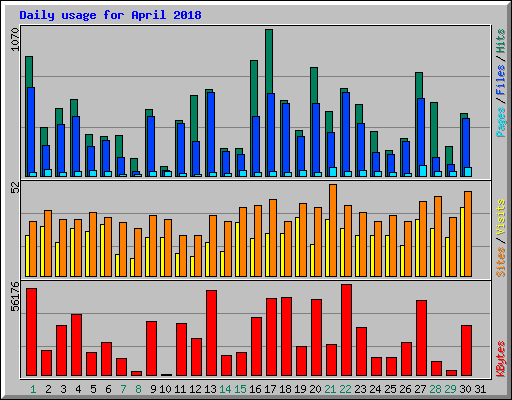 Daily usage for April 2018
1070
Pages / Files / Hits
52
Sites / Visits
56176
KBytes
1 2 3 4 5 6 7 8 9 10 11 12 13 14 15 16 17 18 19 20 21 22 23 24 25 26 27 28 29 30 31